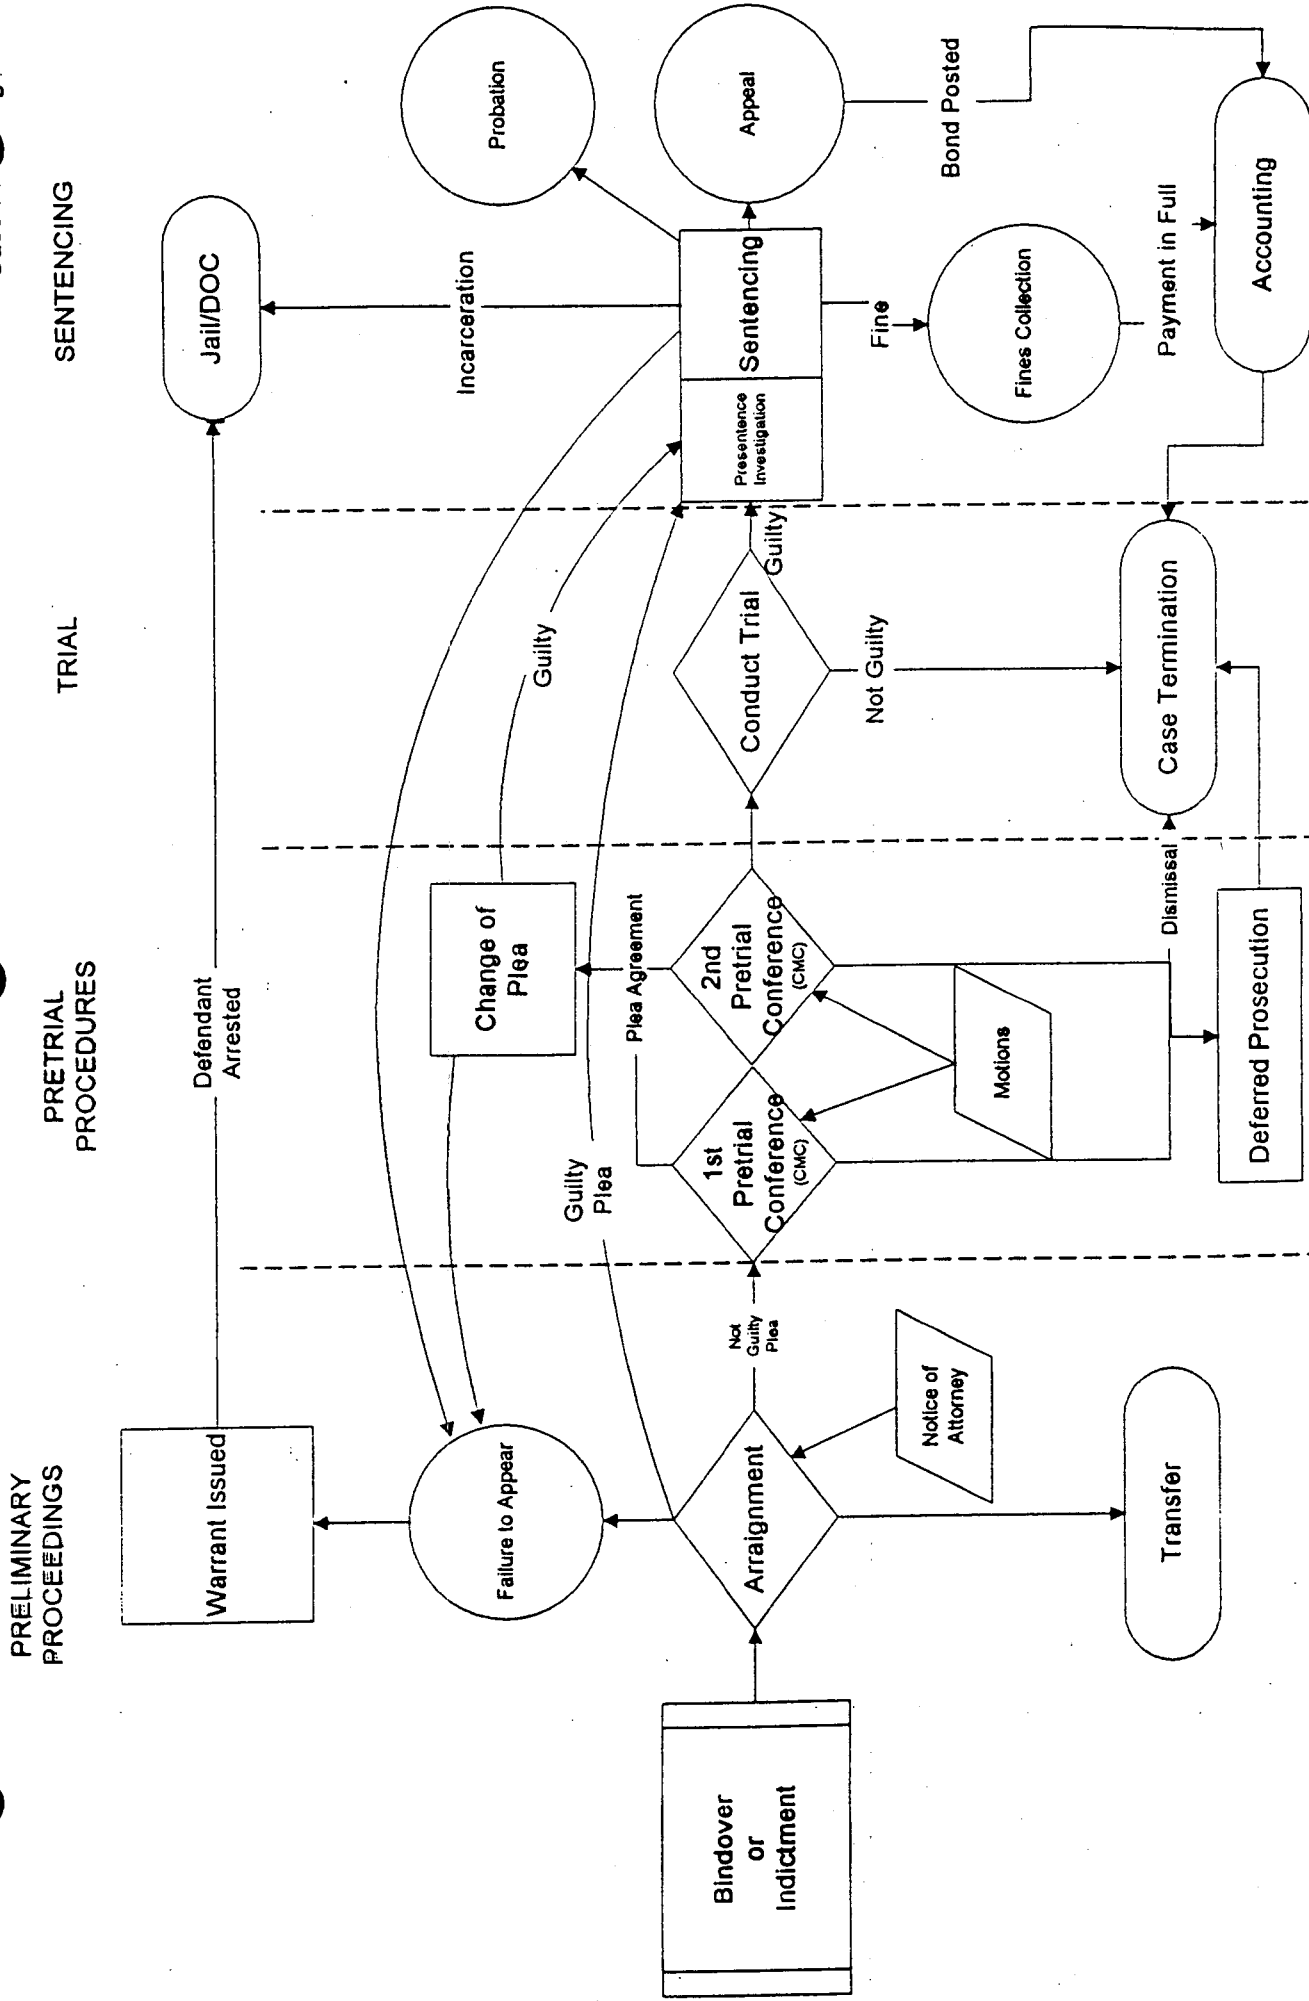 PRELIMINARY
PROCEEDINGS
PRETRIAL
PROCEDURES
TRIAL
SENTENCING
Warrant Issued
Defendant
Arrested
Jail/DOC
Failure to Appear
Change of
Plea
Guilty
Incarceration
Probation
Guilty
Plea
Plea Agreement
Bindover
or
Indictment
Arraignment
Not
Guilty
Plea
1st
Pretrial
Conference
(CMC)
2nd
Pretrial
Conference
(CMC)
Conduct Trial
Guilty
Presentence
Investigation
Sentencing
Appeal
Notice of
Attorney
Motions
Not Guilty
Fine
Fines Collection
Bond Posted
Transfer
Dismissal
Case Termination
Payment in Full
Deferred Prosecution
Accounting